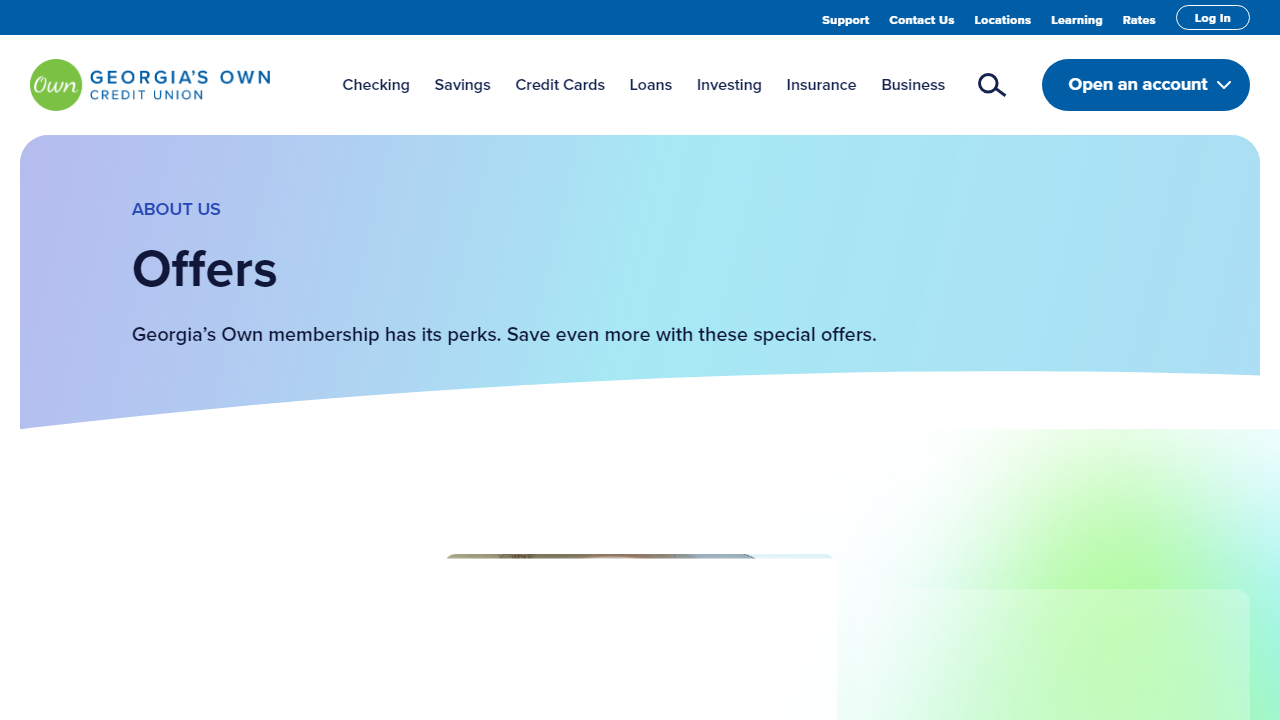 Support Contact Us Locations Learning Rates Log In
Own GEORGIA'S OWN
CREDIT UNION
Checking Savings Credit Cards Loans Investing Insurance Business Open an account
ABOUT US
Offers
Georgia’s Own membership has its perks. Save even more with these special offers.